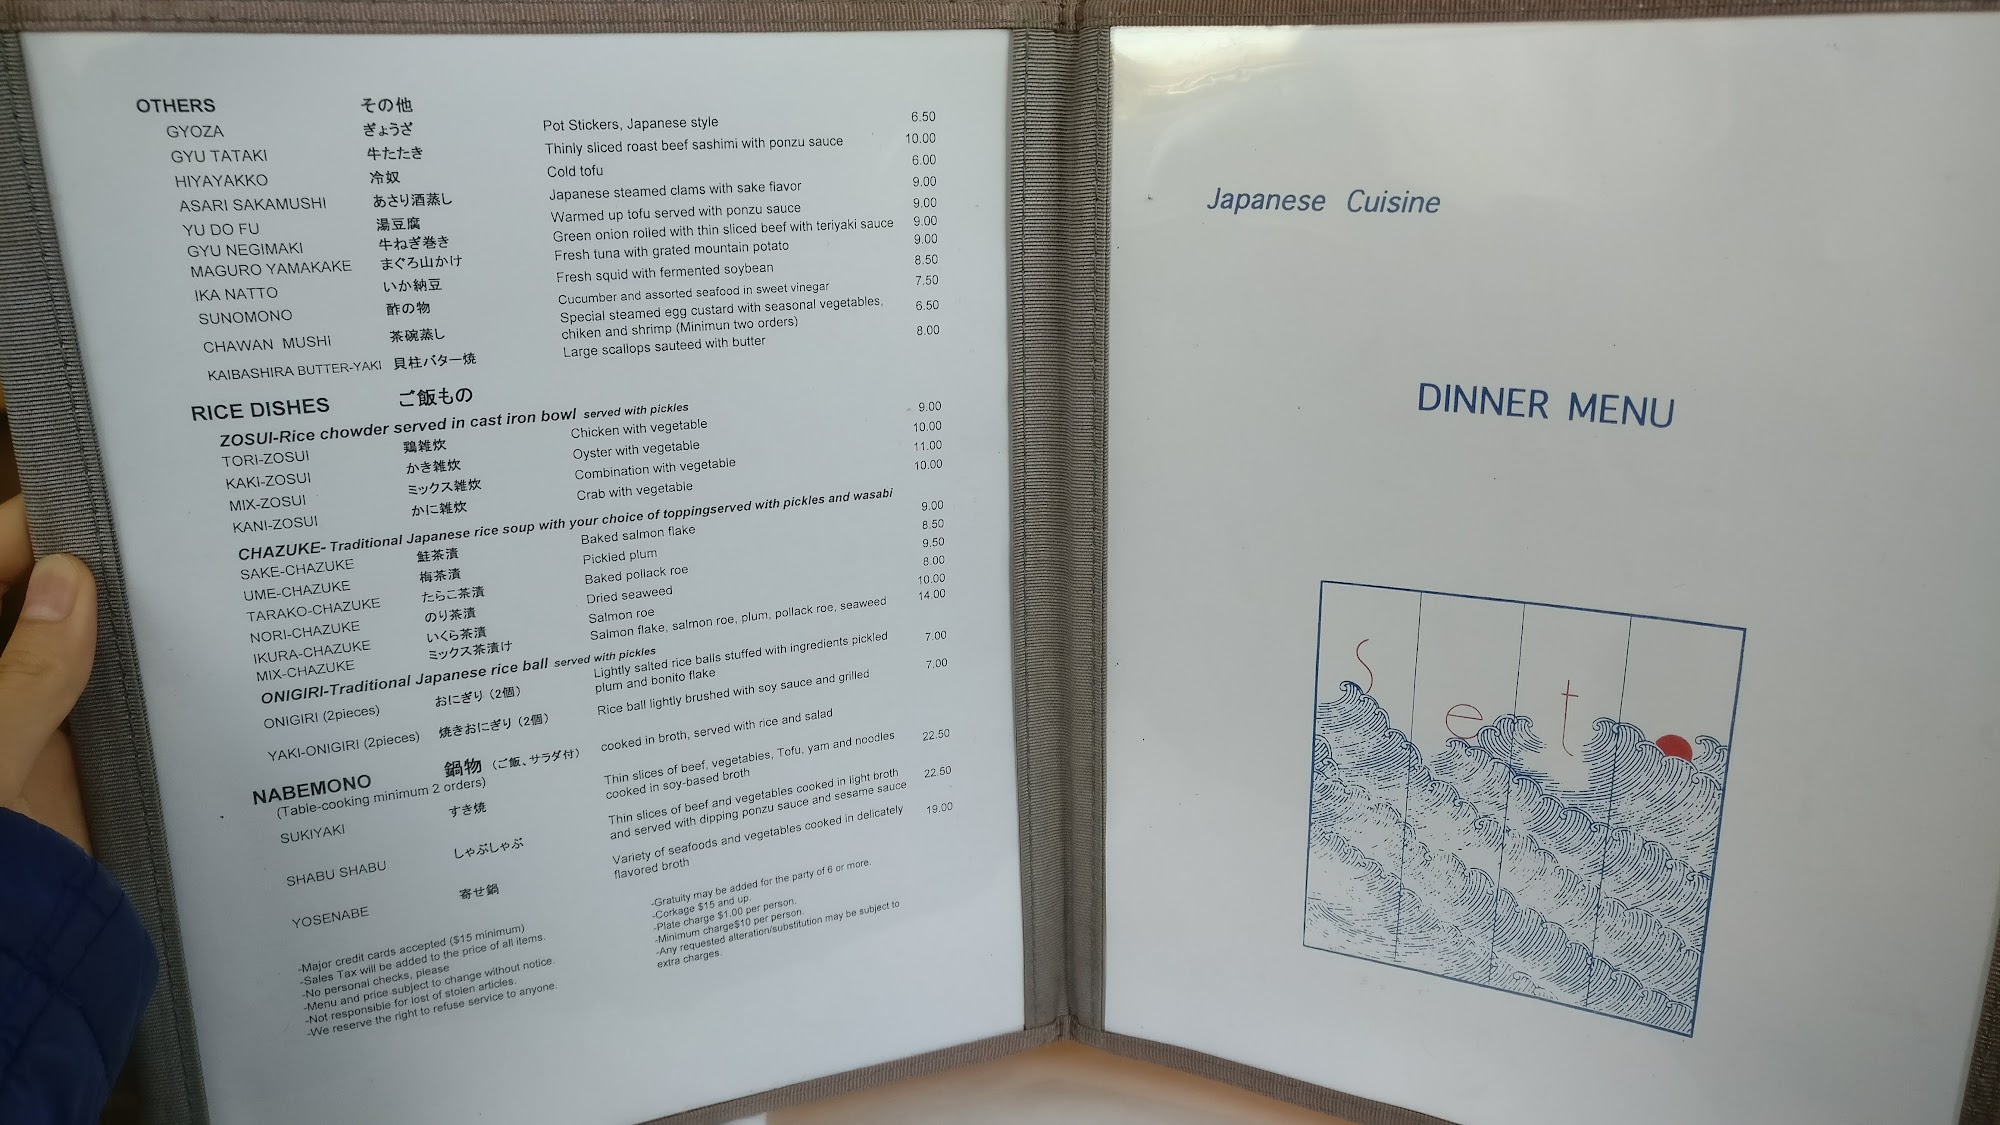 OTHERS その他
GYOZA ぎょうざ Pot Stickers, Japanese style 6.50
GYU TATAKI 牛たたき Thinly sliced roast beef sashimi with ponzu sauce 10.00
HIYAYAKKO 冷奴 Cold tofu 6.00
ASARI SAKAMUSHI あさり酒蒸し Japanese steamed clams with sake flavor 9.00
YU DO FU 湯豆腐 Warmed up tofu served with ponzu sauce 9.00
GYU NEGIMAKI 牛ねぎ巻き Green onion rolled with thin sliced beef with teriyaki sauce 9.00
MAGURO YAMAKAKE まぐろ山かけ Fresh tuna with grated mountain potato 9.00
IKA NATTO いか納豆 Fresh squid with fermented soybean 8.50
SUNOMONO 酢の物 Cucumber and assorted seafood in sweet vinegar 7.50
CHAWAN MUSHI 茶碗蒸し Special steamed egg custard with seasonal vegetables, 6.50
chiken and shrimp (Minimun two orders)
KAIBASHIRA BUTTER-YAKI 貝柱バター焼 Large scallops sauteed with butter 8.00
RICE DISHES ご飯もの
ZOSUI-Rice chowder served in cast iron bowl served with pickles
TORI-ZOSUI 鶏雑炊 Chicken with vegetable 9.00
KAKI-ZOSUI かき雑炊 Oyster with vegetable 10.00
MIX-ZOSUI ミックス雑炊 Combination with vegetable 11.00
KANI-ZOSUI かに雑炊 Crab with vegetable 10.00
CHAZUKE- Traditional Japanese rice soup with your choice of toppingserved with pickles and wasabi
SAKE-CHAZUKE 鮭茶漬 Baked salmon flake 9.00
UME-CHAZUKE 梅茶漬 Pickled plum 8.50
TARAKO-CHAZUKE たらこ茶漬 Baked pollack roe 9.50
NORI-CHAZUKE のり茶漬 Dried seaweed 8.00
IKURA-CHAZUKE いくら茶漬 Salmon roe 10.00
MIX-CHAZUKE ミックス茶漬け Salmon flake, salmon roe, plum, pollack roe, seaweed 14.00
ONIGIRI-Traditional Japanese rice ball served with pickles
ONIGIRI (2pieces) おにぎり（2個） Lightly salted rice balls stuffed with ingredients pickled 7.00
plum and bonito flake
YAKI-ONIGIRI (2pieces) 焼きおにぎり（2個） Rice ball lightly brushed with soy sauce and grilled 7.00
NABEMONO 鍋物（ご飯、サラダ付） cooked in broth, served with rice and salad
(Table-cooking minimum 2 orders)
SUKIYAKI すき焼 Thin slices of beef, vegetables, Tofu, yam and noodles 22.50
cooked in soy-based broth
SHABU SHABU しゃぶしゃぶ Thin slices of beef and vegetables cooked in light broth 22.50
and served with dipping ponzu sauce and sesame sauce
YOSENABE 寄せ鍋 Variety of seafoods and vegetables cooked in delicately 19.00
flavored broth
-Major credit cards accepted ($15 minimum)
-Sales Tax will be added to the price of all items.
-No personal checks, please
-Menu and price subject to change without notice.
-Not responsible for lost of stolen articles.
-We reserve the right to refuse service to anyone.
-Gratuity may be added for the party of 6 or more.
-Corkage $15 and up.
-Plate charge $1.00 per person.
-Minimum charge$10 per person.
-Any requested alteration/substitution may be subject to
extra charges.
Japanese Cuisine
DINNER MENU
Set